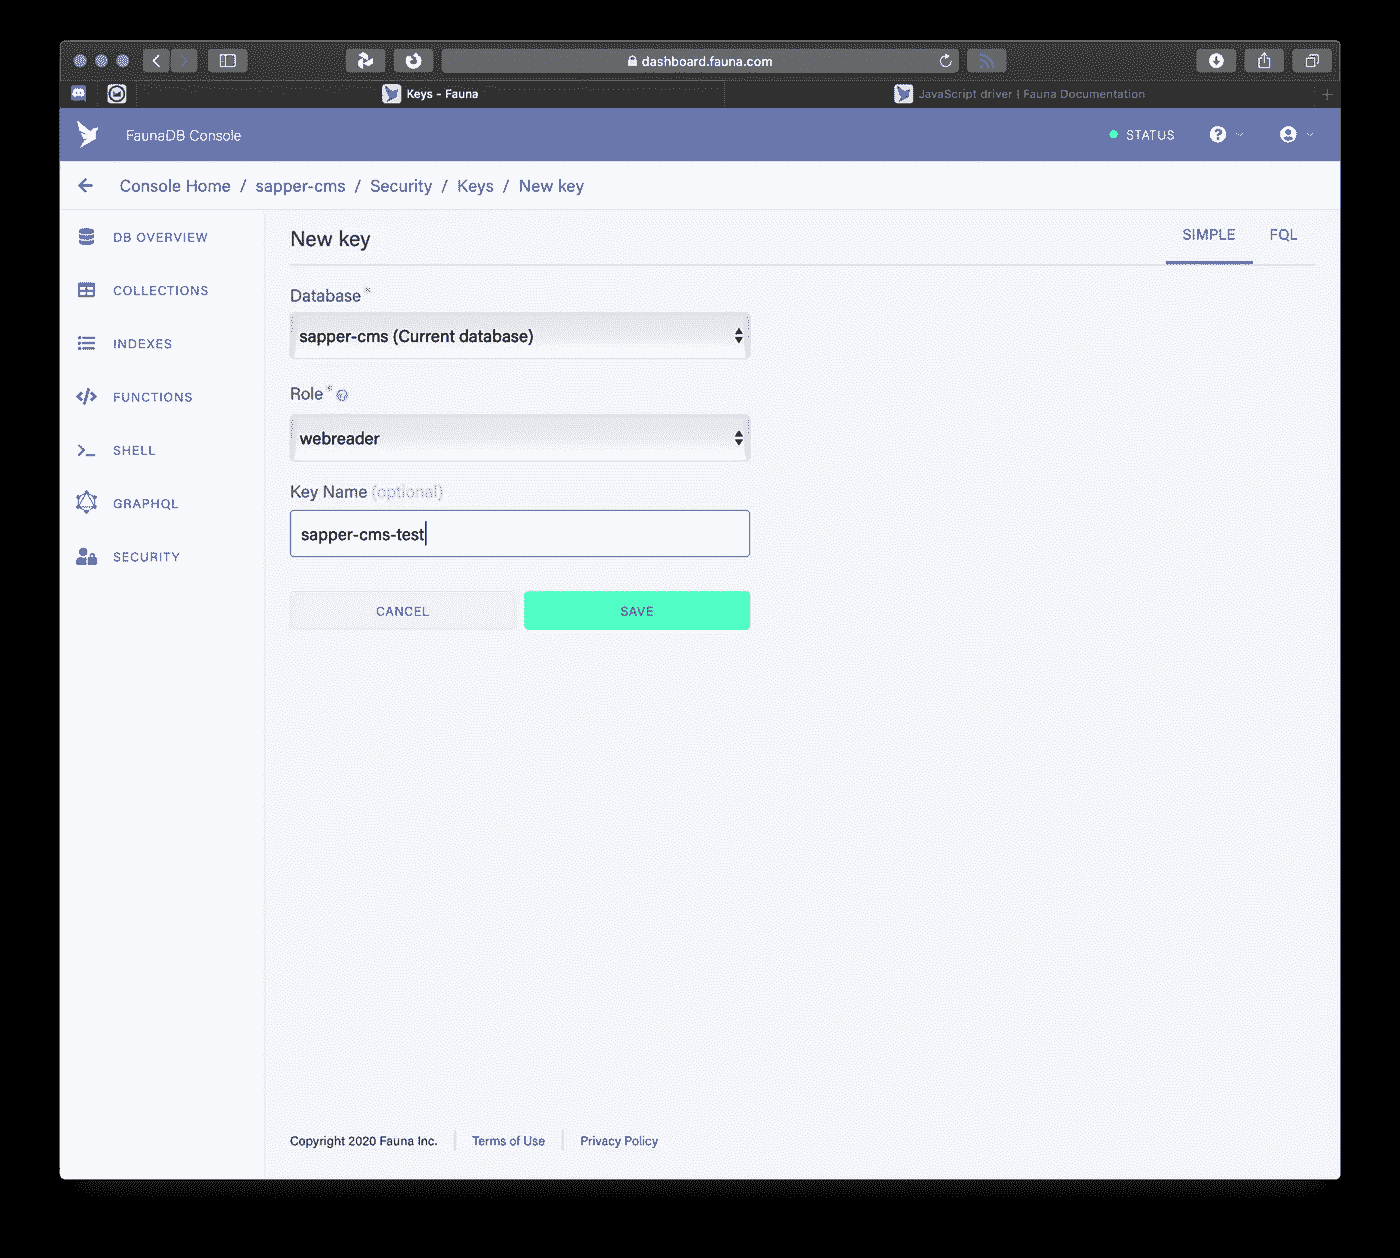 dashboard.fauna.com
Keys - Fauna
JavaScript driver | Fauna Documentation
FaunaDB Console
STATUS
Console Home / sapper-cms / Security / Keys / New key
DB OVERVIEW
COLLECTIONS
INDEXES
FUNCTIONS
SHELL
GRAPHQL
SECURITY
New key
SIMPLE FQL
Database *
sapper-cms (Current database)
Role *
webreader
Key Name (optional)
sapper-cms-test
CANCEL SAVE
Copyright 2020 Fauna Inc. Terms of Use Privacy Policy